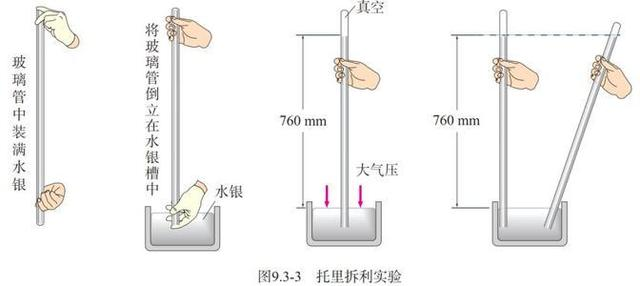 玻璃管中装满水银
将玻璃管倒立在水银槽中
水银
真空
760 mm
大气压
760 mm
图9.3-3 托里拆利实验